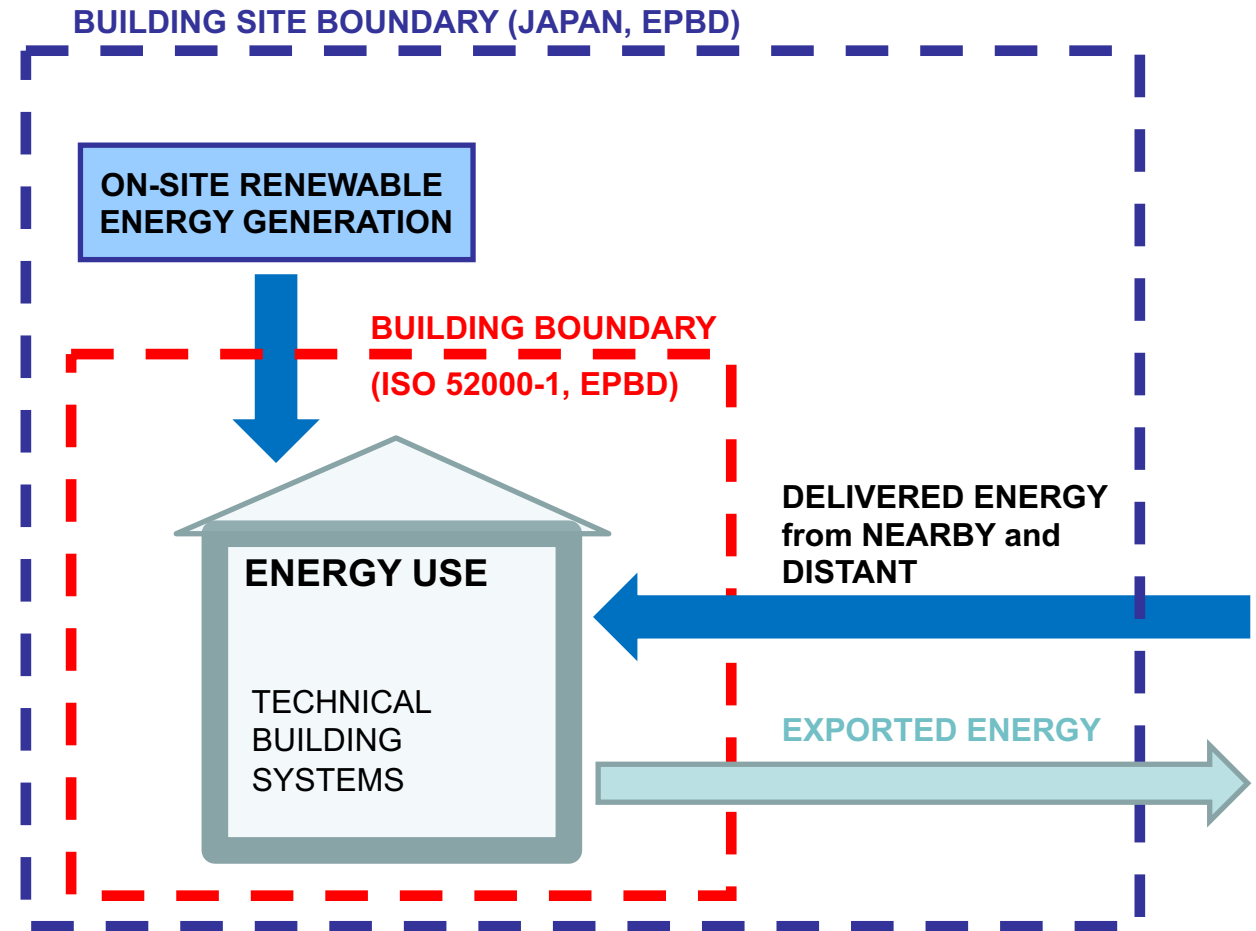 BUILDING SITE BOUNDARY (JAPAN, EPBD)
ON-SITE RENEWABLE
ENERGY GENERATION
BUILDING BOUNDARY
(ISO 52000-1, EPBD)
DELIVERED ENERGY
from NEARBY and
DISTANT
ENERGY USE
TECHNICAL
BUILDING
SYSTEMS
EXPORTED ENERGY